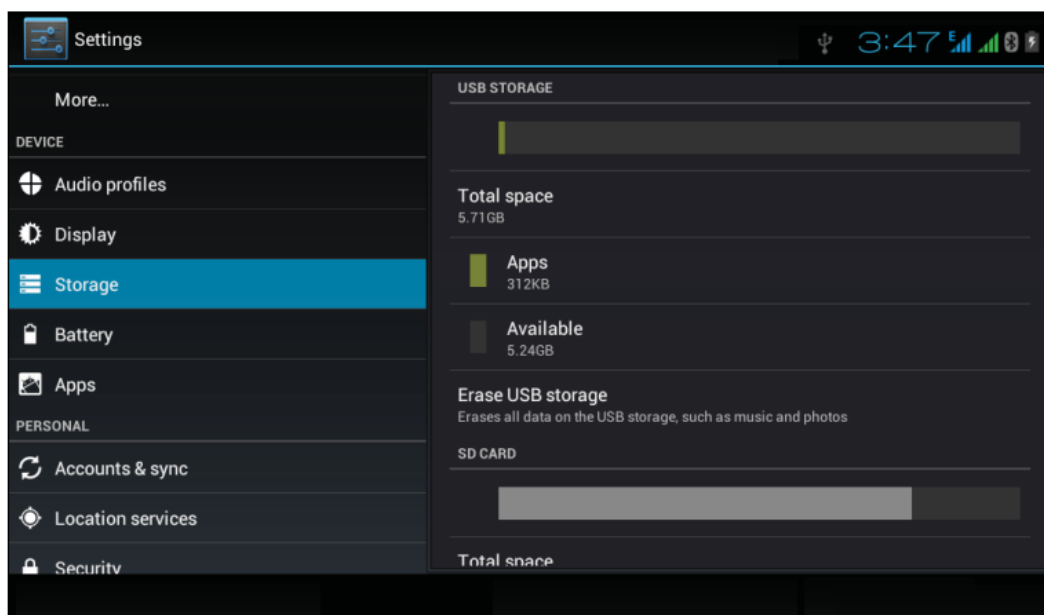 Settings
3:47
E
More...
DEVICE
Audio profiles
Display
Storage
Battery
Apps
PERSONAL
Accounts & sync
Location services
Security
USB STORAGE
Total space
5.71GB
Apps
312KB
Available
5.24GB
Erase USB storage
Erases all data on the USB storage, such as music and photos
SD CARD
Total space